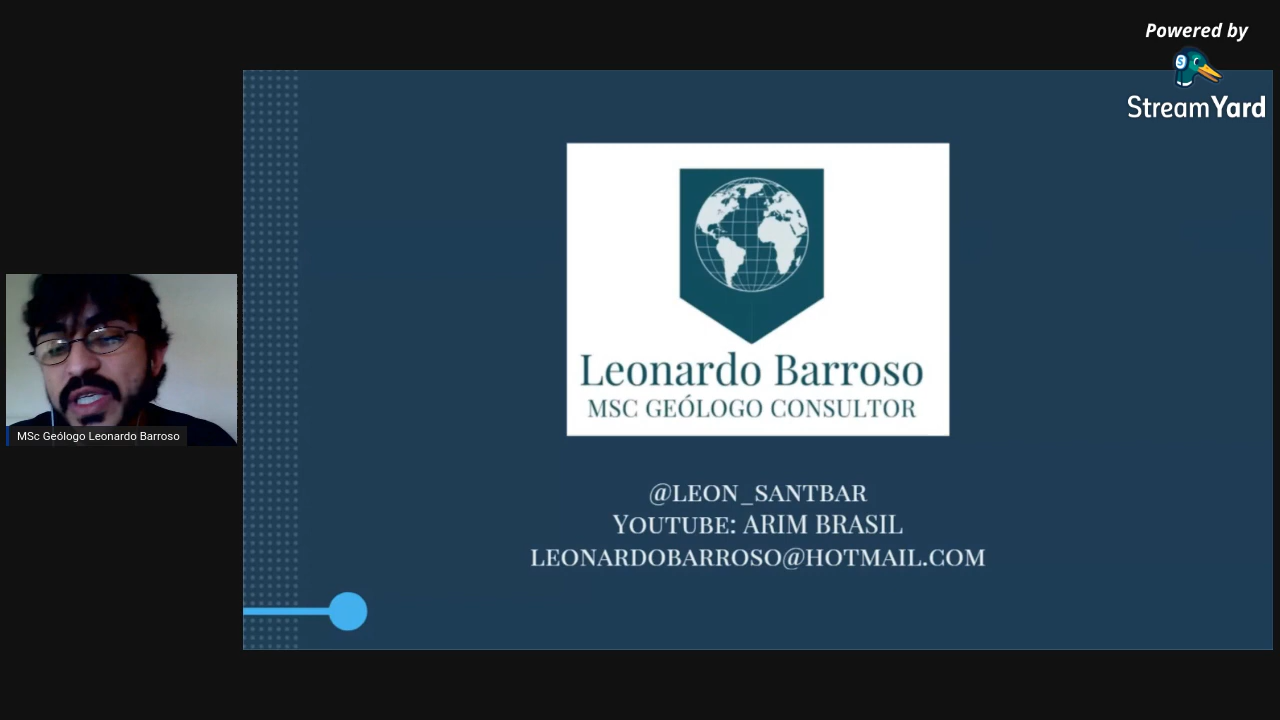 Powered by
StreamYard
Leonardo Barroso
MSC GEÓLOGO CONSULTOR
@LEON_SANTBAR
YOUTUBE: ARIM BRASIL
LEONARDOBARROSO@HOTMAIL.COM
MSc Geólogo Leonardo Barroso